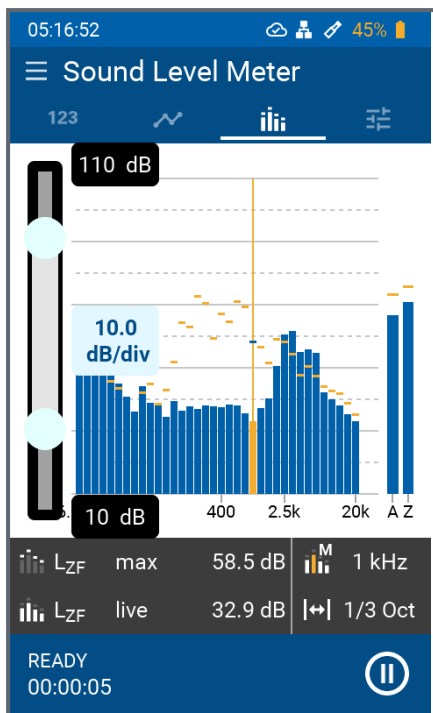 05:16:52 45%
Sound Level Meter
123
110 dB
10.0
dB/div
10 dB
400 2.5k 20k A Z
LZF max 58.5 dB M 1 kHz
LZF live 32.9 dB 1/3 Oct
READY
00:00:05